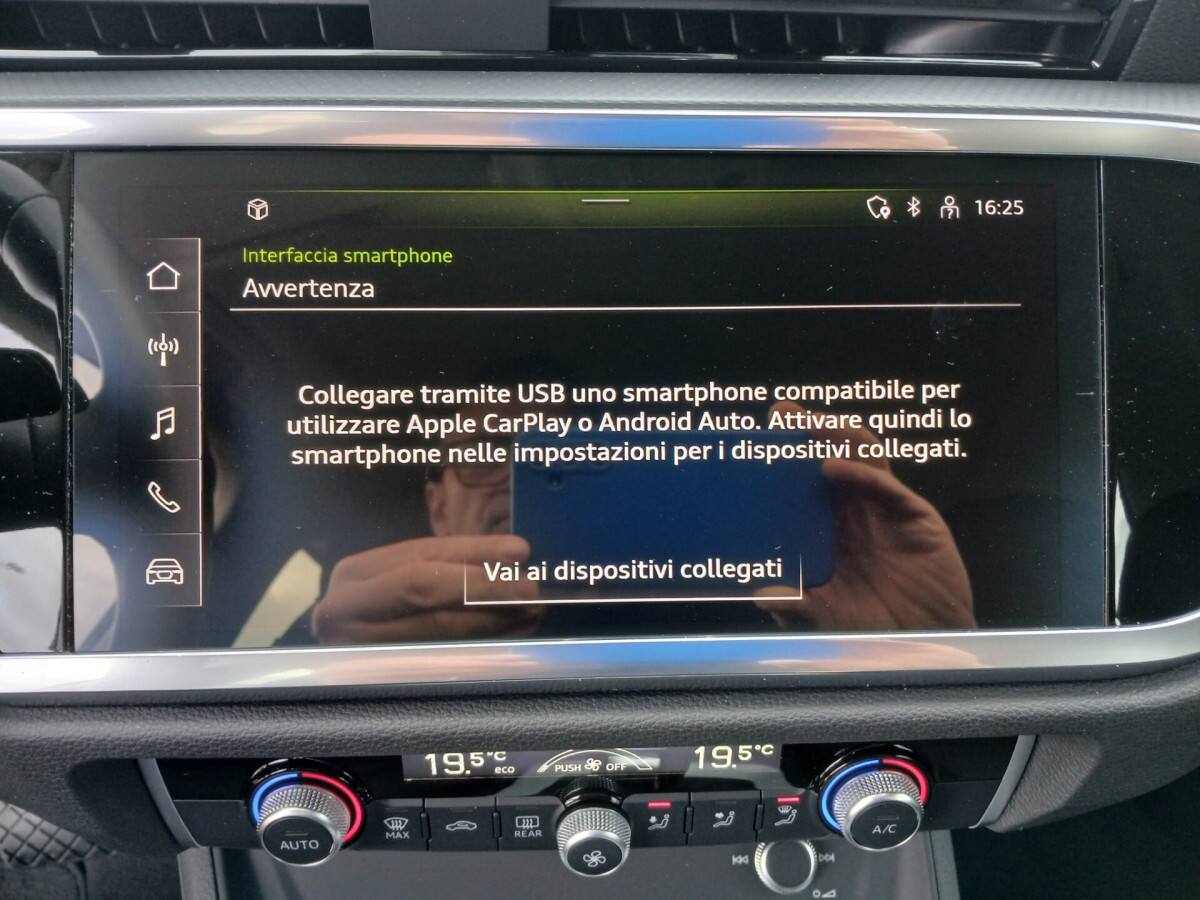 16:25
Interfaccia smartphone
Avvertenza
Collegare tramite USB uno smartphone compatibile per
utilizzare Apple CarPlay o Android Auto. Attivare quindi lo
smartphone nelle impostazioni per i dispositivi collegati.
Vai ai dispositivi collegati
19.5°C eco
PUSH OFF
19.5°C
AUTO
MAX
REAR
A/C